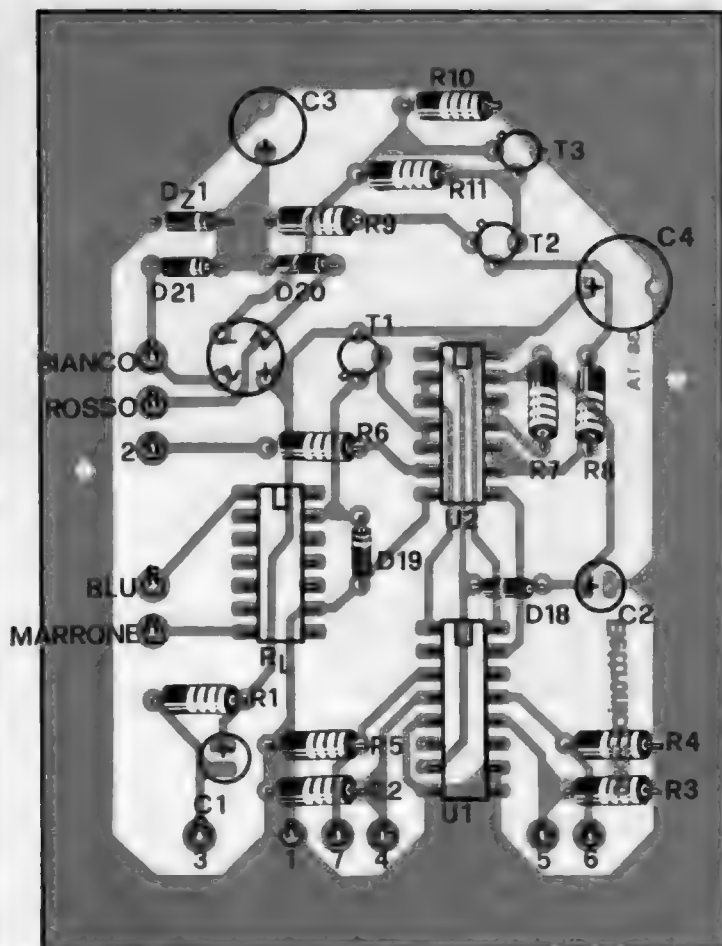 R10
C3
T3
R11
DZ1
R9
T2
C4
D21
D20
T1
BIANCO
ROSSO
2
R6
R7
R8
U2
D19
BLU
D18
C2
MARRONE
RL
R1
R5
R4
C1
R3
U1
3
1
7
4
5
6